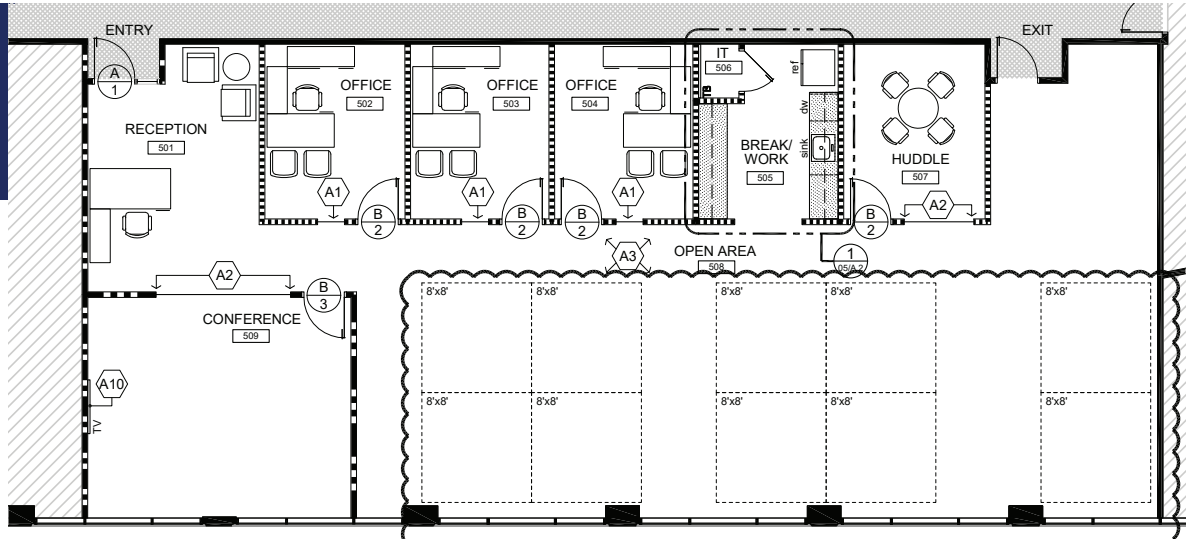 ENTRY
A
1
RECEPTION
501
OFFICE
502
A1
B
2
OFFICE
503
A1
B
2
OFFICE
504
B
2
A1
IT
506
TB
ref
dw
sink
BREAK/
WORK
505
HUDDLE
507
B
2
A2
EXIT
A3
OPEN AREA
508
1
05/A.2
A2
B
3
CONFERENCE
509
A10
TV
8'x8'
8'x8'
8'x8'
8'x8'
8'x8'
8'x8'
8'x8'
8'x8'
8'x8'
8'x8'